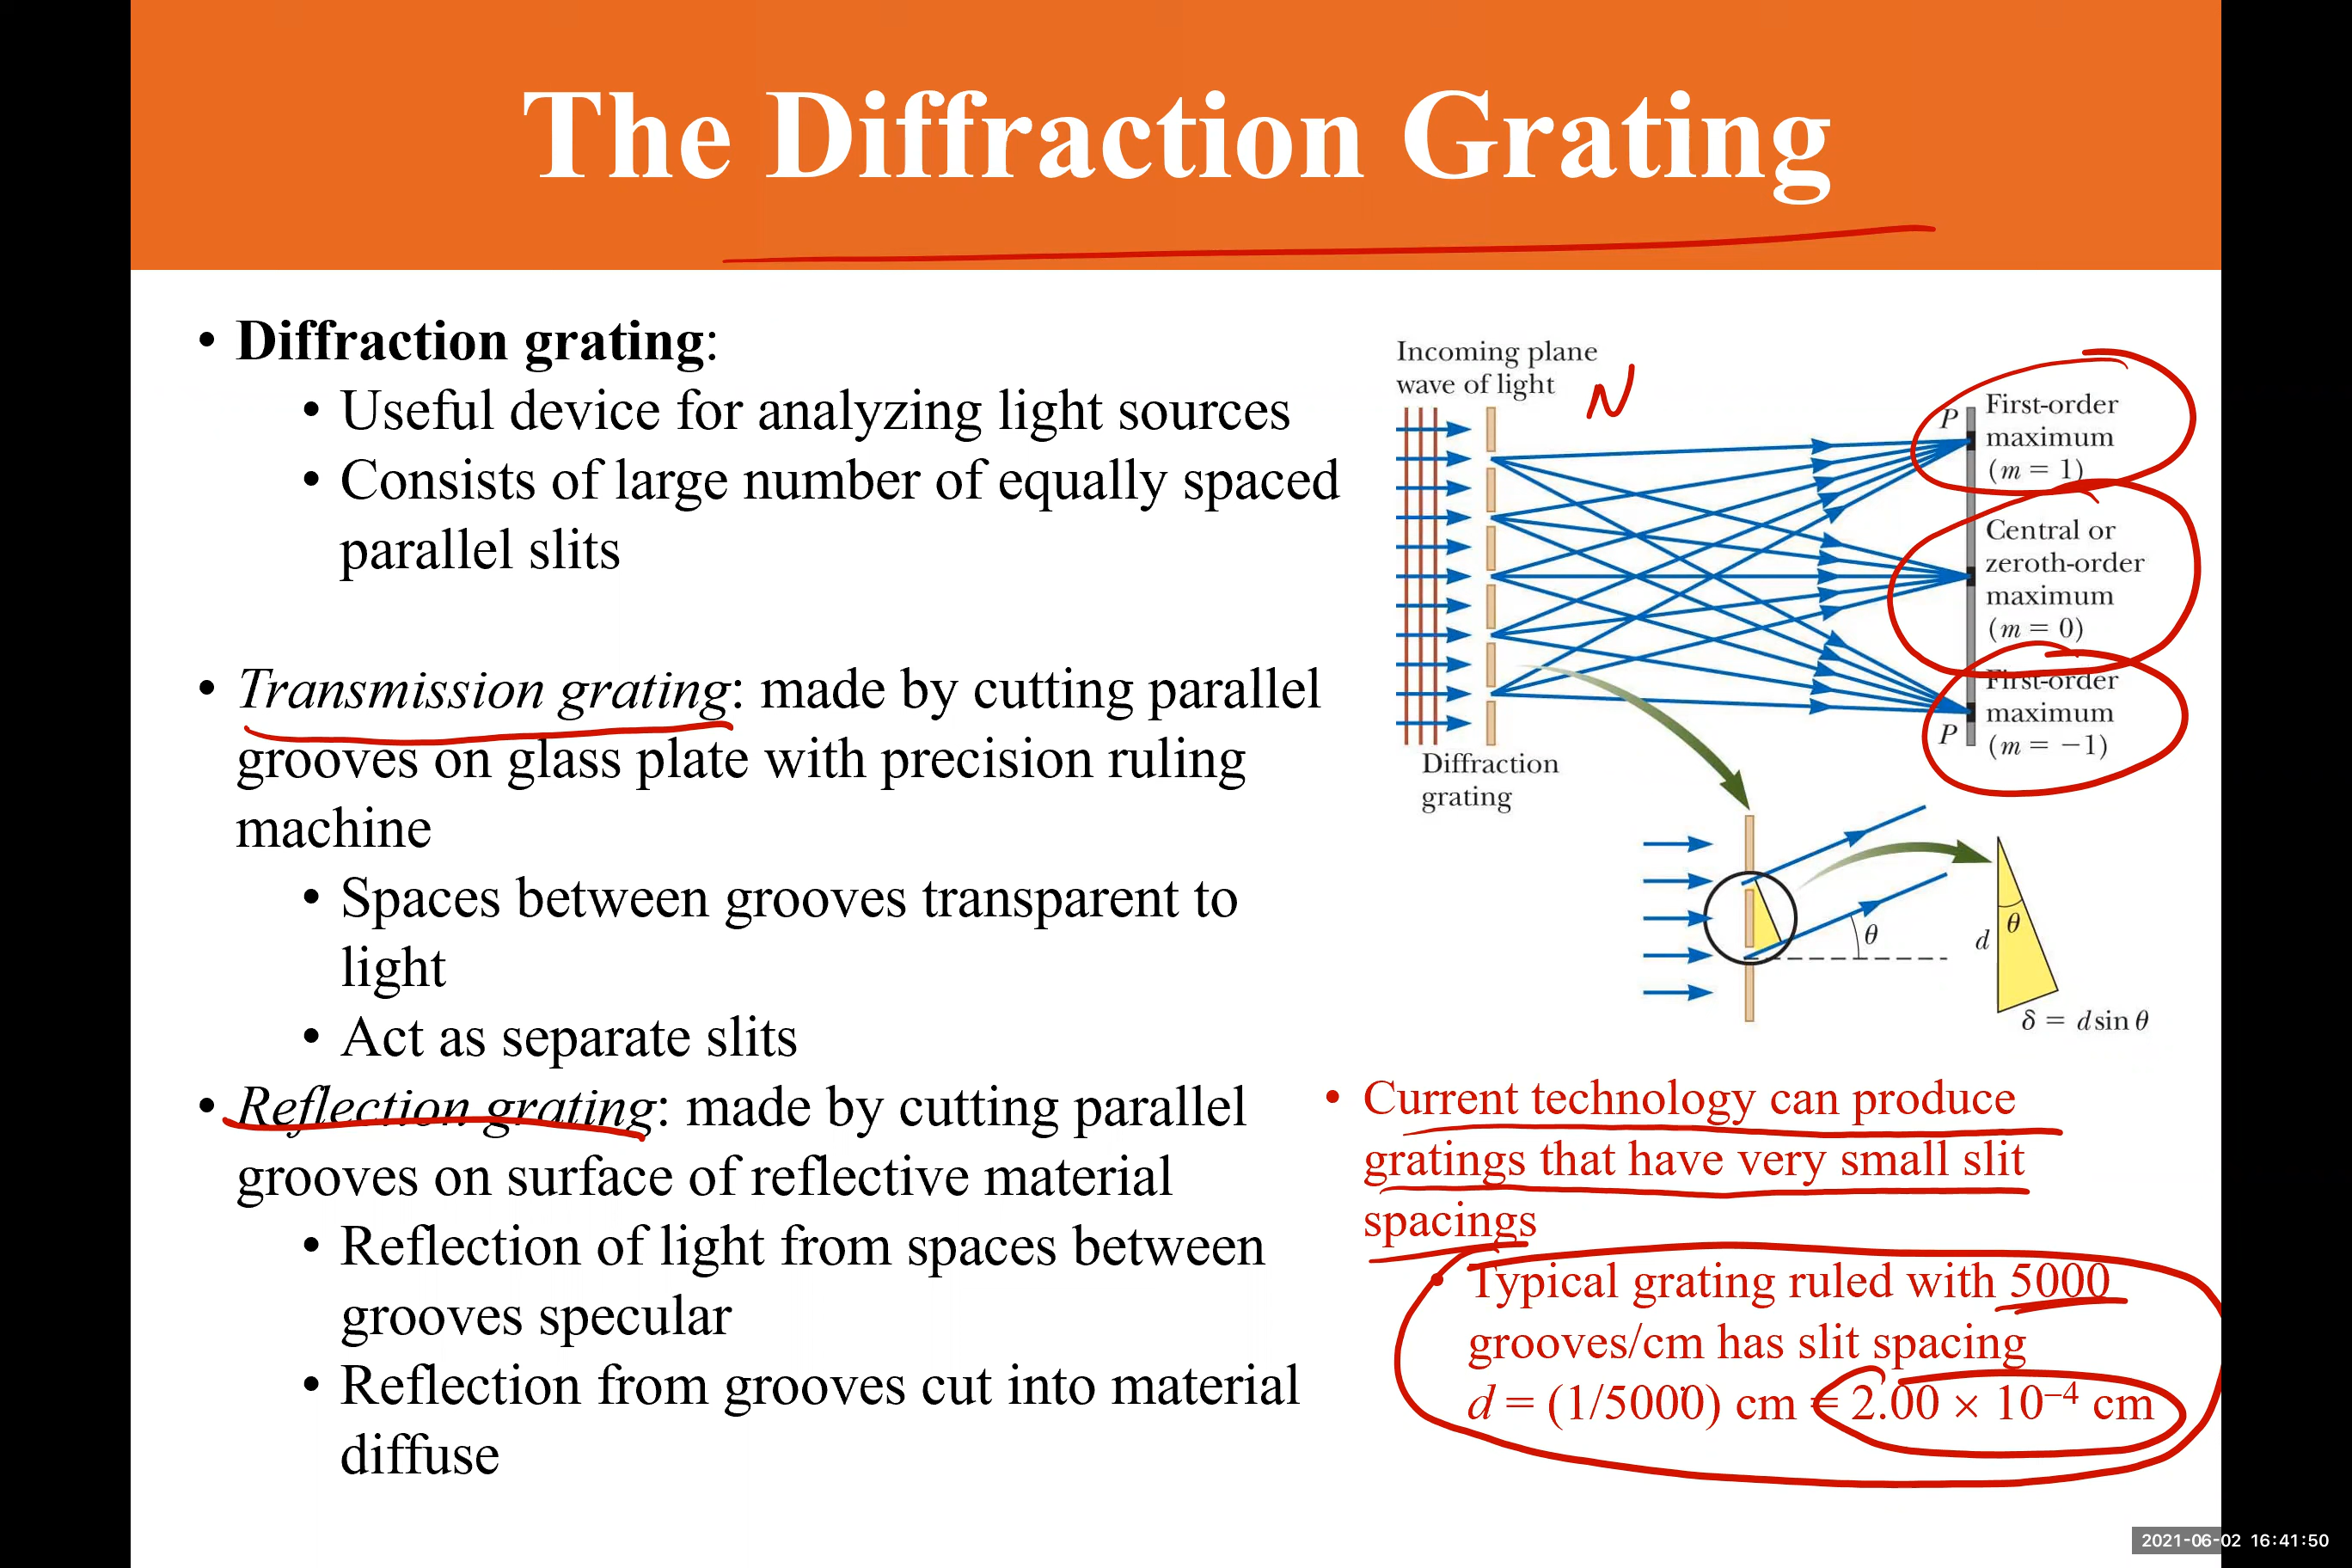 The Diffraction Grating
• Diffraction grating:
• Useful device for analyzing light sources
• Consists of large number of equally spaced
parallel slits
• Transmission grating: made by cutting parallel
grooves on glass plate with precision ruling
machine
• Spaces between grooves transparent to
light
• Act as separate slits
• Reflection grating: made by cutting parallel
grooves on surface of reflective material
• Reflection of light from spaces between
grooves specular
• Reflection from grooves cut into material
diffuse
Incoming plane
wave of light
N
P
First-order
maximum
(m = 1)
Central or
zeroth-order
maximum
(m = 0)
First-order
maximum
(m = −1)
P
Diffraction
grating
θ
d
θ
δ = d sin θ
• Current technology can produce
gratings that have very small slit
spacings
• Typical grating ruled with 5000
grooves/cm has slit spacing
d = (1/5000) cm = 2.00 × 10⁻⁴ cm
2021-06-02 16:41:50